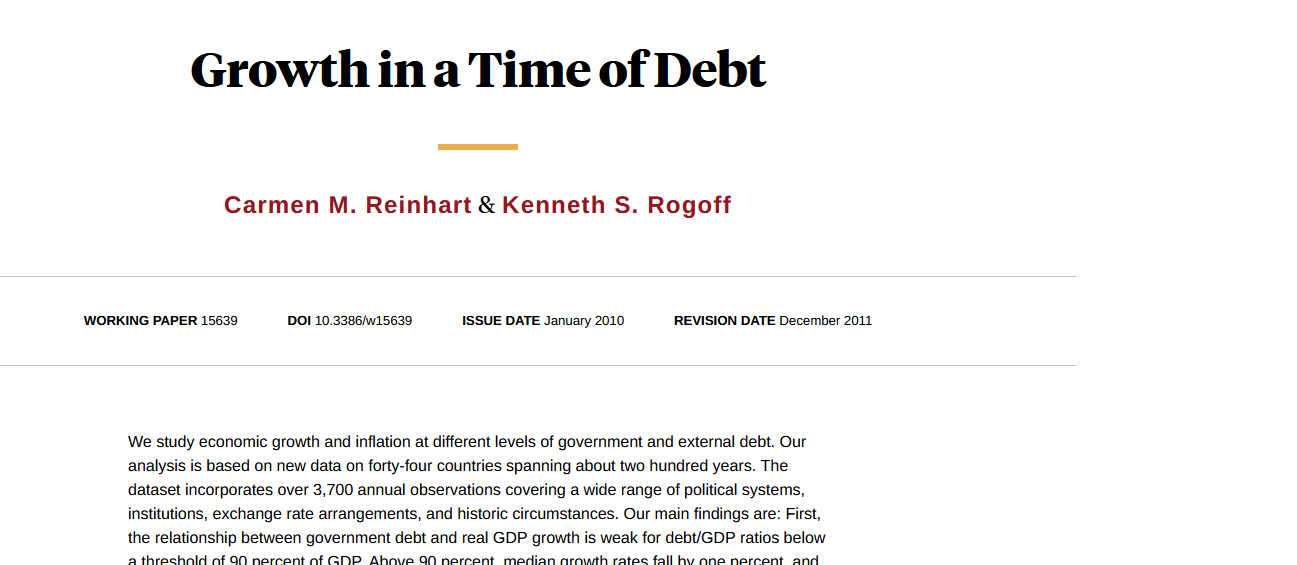 Growth in a Time of Debt
Carmen M. Reinhart & Kenneth S. Rogoff
WORKING PAPER 15639 DOI 10.3386/w15639 ISSUE DATE January 2010 REVISION DATE December 2011
We study economic growth and inflation at different levels of government and external debt. Our
analysis is based on new data on forty-four countries spanning about two hundred years. The
dataset incorporates over 3,700 annual observations covering a wide range of political systems,
institutions, exchange rate arrangements, and historic circumstances. Our main findings are: First,
the relationship between government debt and real GDP growth is weak for debt/GDP ratios below
a threshold of 90 percent of GDP. Above 90 percent, median growth rates fall by one percent, and